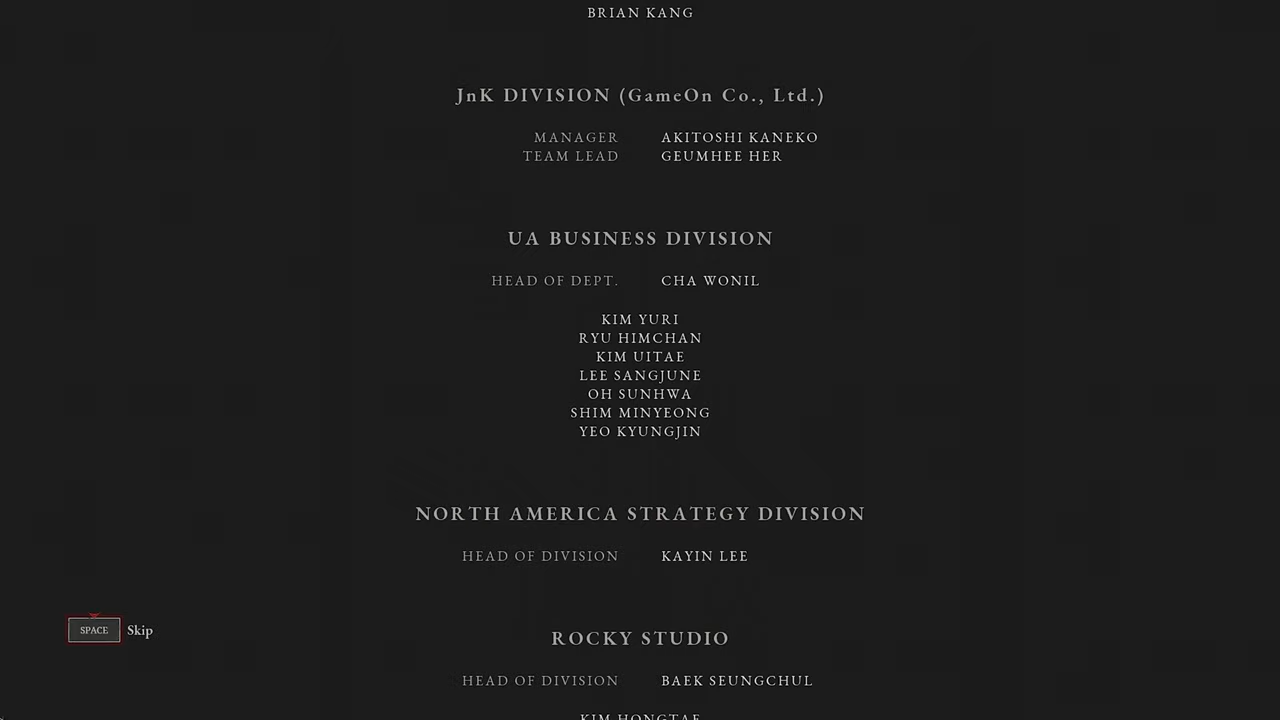 BRIAN KANG
JnK DIVISION (GameOn Co., Ltd.)
MANAGER AKITOSHI KANEKO
TEAM LEAD GEUMHEE HER
UA BUSINESS DIVISION
HEAD OF DEPT. CHA WONIL
KIM YURI
RYU HIMCHAN
KIM UITAE
LEE SANGJUNE
OH SUNHWA
SHIM MINYEONG
YEO KYUNGJIN
NORTH AMERICA STRATEGY DIVISION
HEAD OF DIVISION KAYIN LEE
SPACE Skip
ROCKY STUDIO
HEAD OF DIVISION BAEK SEUNGCHUL
KIM HONGTAE